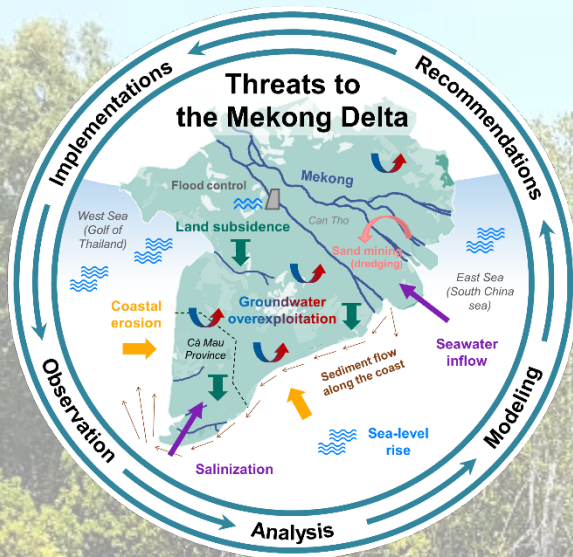 Threats to
the Mekong Delta
Implementations
Recommendations
Observation
Modeling
Analysis
Flood control
Mekong
West Sea
(Golf of
Thailand)
Can Tho
Land subsidence
Sand mining
(dredging)
East Sea
(South China
sea)
Groundwater
overexploitation
Coastal
erosion
Cà Mau
Province
Seawater
inflow
Sediment flow
along the coast
Sea-level
rise
Salinization